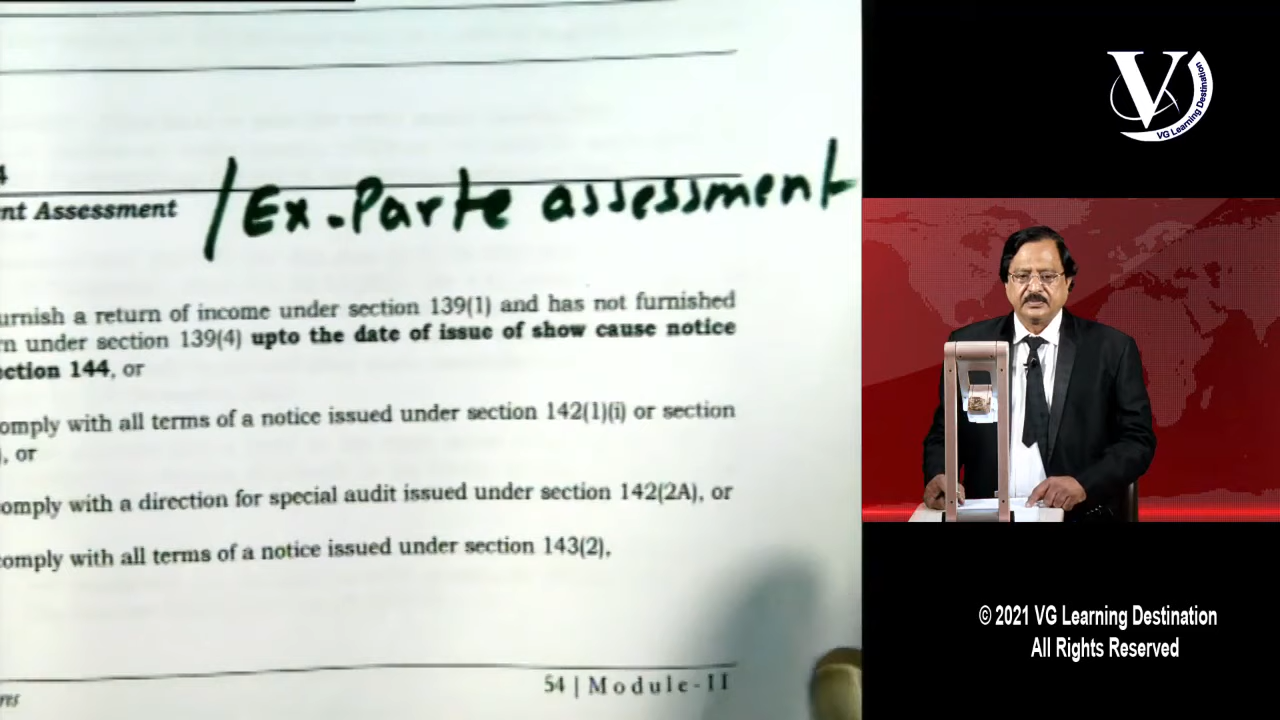 4
nt Assessment / Ex-Parte assessment
urnish a return of income under section 139(1) and has not furnished
n under section 139(4) upto the date of issue of show cause notice
ction 144, or
omply with all terms of a notice issued under section 142(1)(i) or section
), or
omply with a direction for special audit issued under section 142(2A), or
omply with all terms of a notice issued under section 143(2),
res
54 | Module-II
V
VG Learning Destination
© 2021 VG Learning Destination
All Rights Reserved